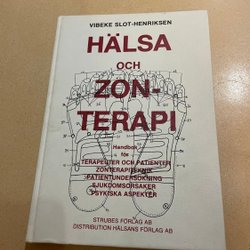 VIBEKE SLOT-HENRIKSEN
HÄLSA
OCH
ZON-
TERAPI
Handbok
för
TERAPEUTER OCH PATIENTER
ZONTERAPITEKNIK
PATIENTUNDERSÖKNING
SJUKDOMSORSAKER
PSYKISKA ASPEKTER
STRUBES FÖRLAG AB
DISTRIBUTION HÄLSANS FÖRLAG AB